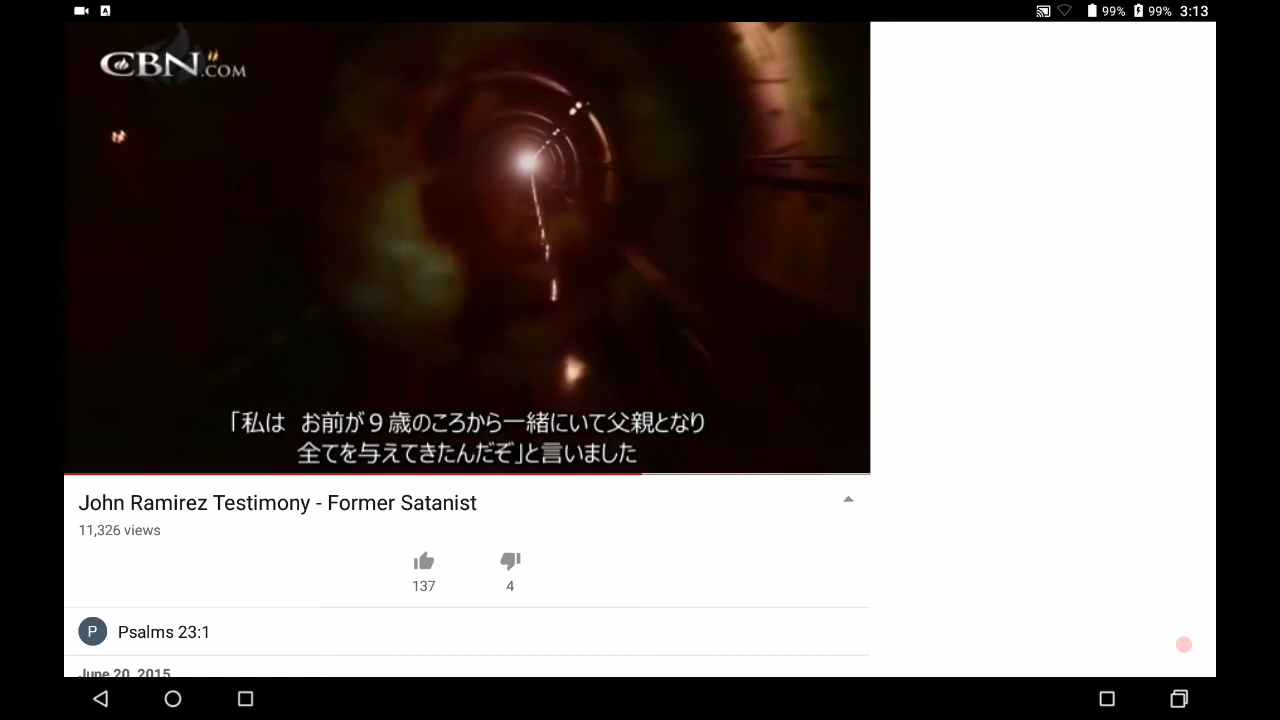 99% 99% 3:13
CBN.COM
「私は お前が9歳のころから一緒にいて父親となり
全てを与えてきたんだぞ」と言いました
John Ramirez Testimony - Former Satanist
11,326 views
137 4
P Psalms 23:1
June 20, 2015